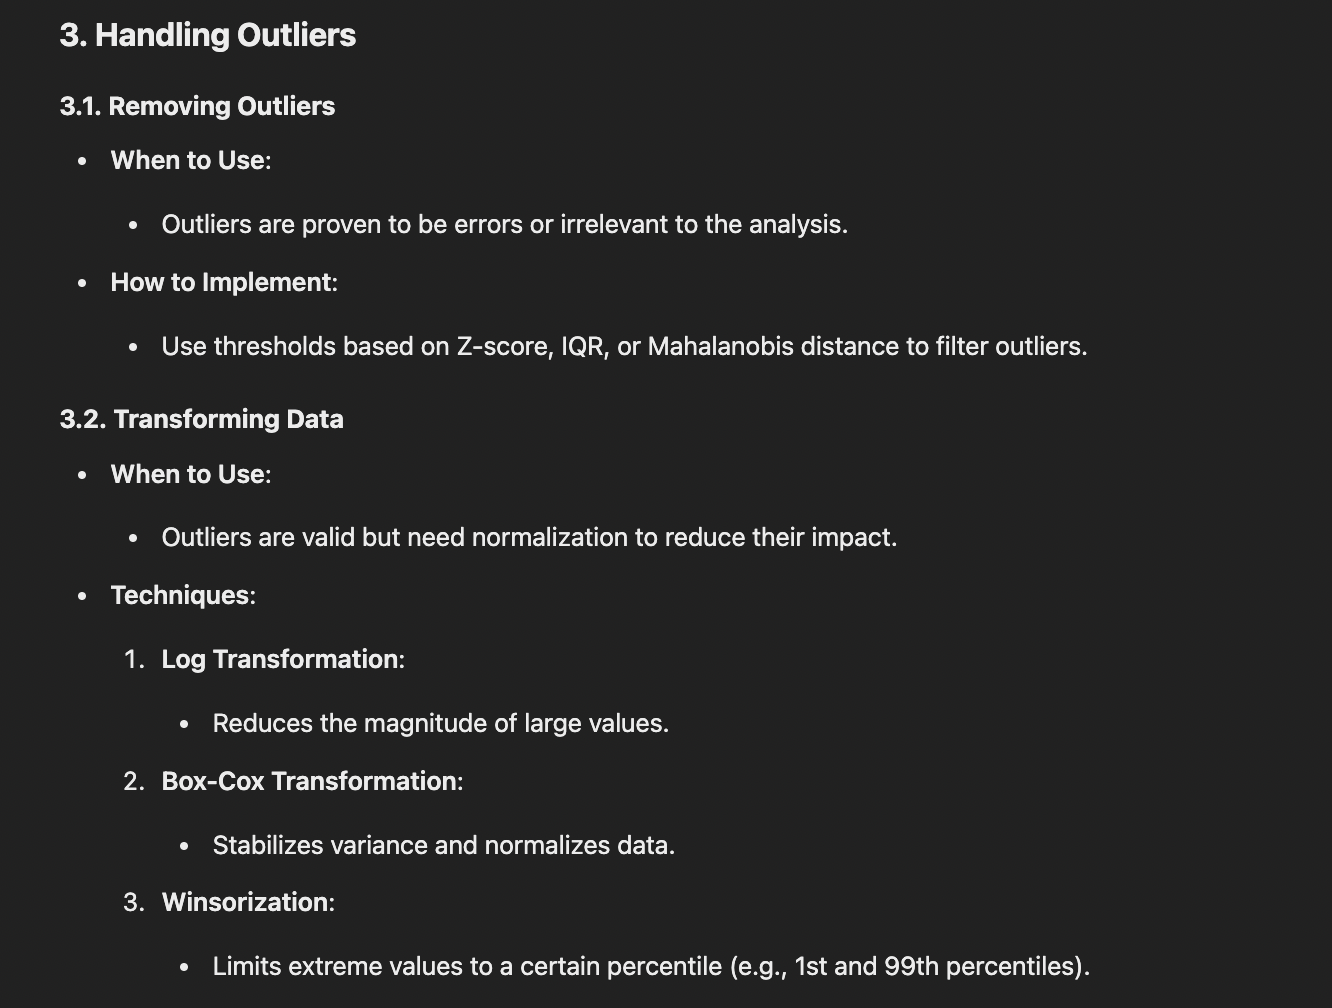 3. Handling Outliers
3.1. Removing Outliers
• When to Use:
• Outliers are proven to be errors or irrelevant to the analysis.
• How to Implement:
• Use thresholds based on Z-score, IQR, or Mahalanobis distance to filter outliers.
3.2. Transforming Data
• When to Use:
• Outliers are valid but need normalization to reduce their impact.
• Techniques:
1. Log Transformation:
• Reduces the magnitude of large values.
2. Box-Cox Transformation:
• Stabilizes variance and normalizes data.
3. Winsorization:
• Limits extreme values to a certain percentile (e.g., 1st and 99th percentiles).